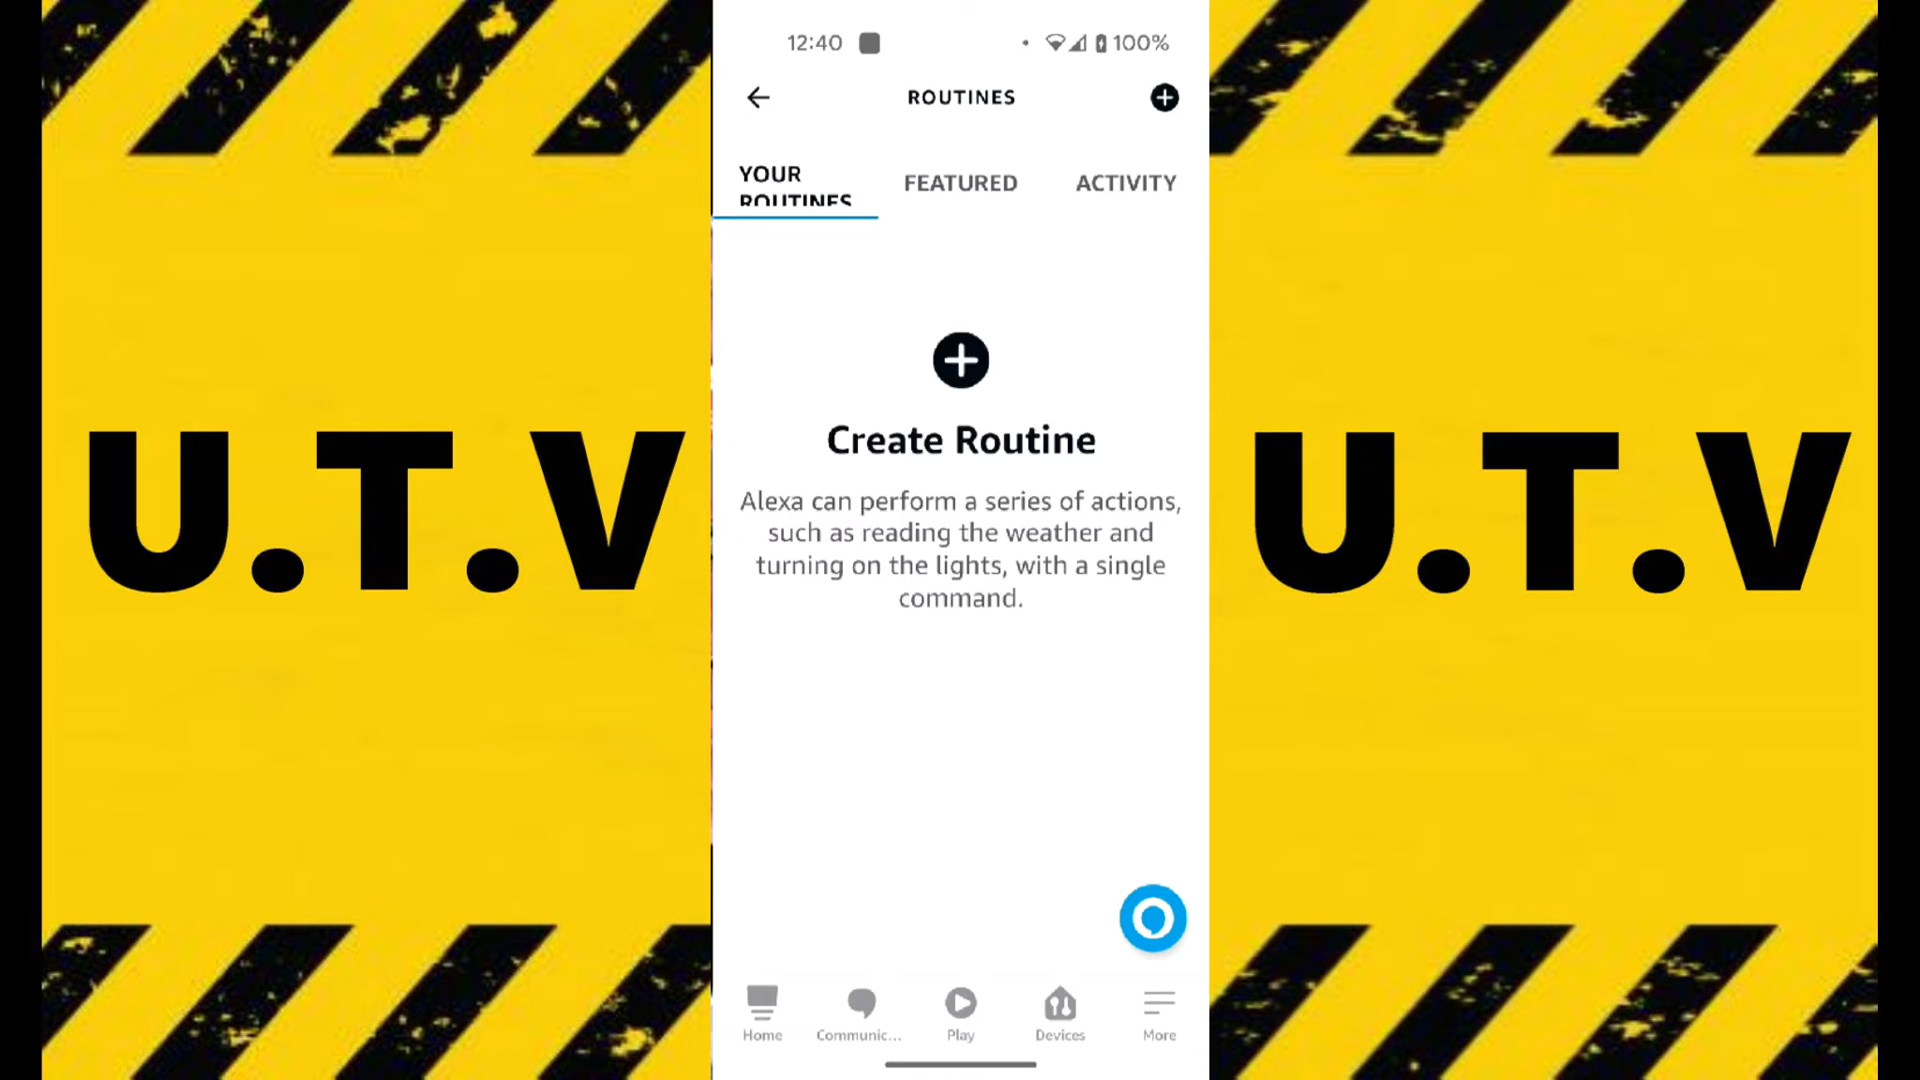 12:40
100%
ROUTINES
YOUR
ROUTINES
FEATURED
ACTIVITY
U.T.V
U.T.V
Create Routine
Alexa can perform a series of actions,
such as reading the weather and
turning on the lights, with a single
command.
Home
Communic...
Play
Devices
More